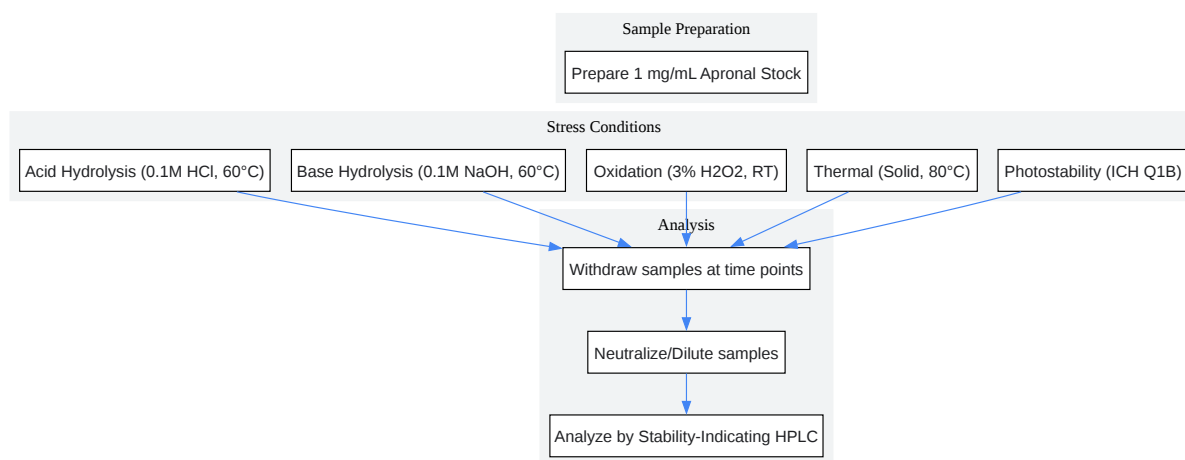 Sample Preparation
Prepare 1 mg/mL Apronal Stock
Stress Conditions
Acid Hydrolysis (0.1M HCl, 60°C)
Base Hydrolysis (0.1M NaOH, 60°C)
Oxidation (3% H2O2, RT)
Thermal (Solid, 80°C)
Photostability (ICH Q1B)
Analysis
Withdraw samples at time points
Neutralize/Dilute samples
Analyze by Stability-Indicating HPLC